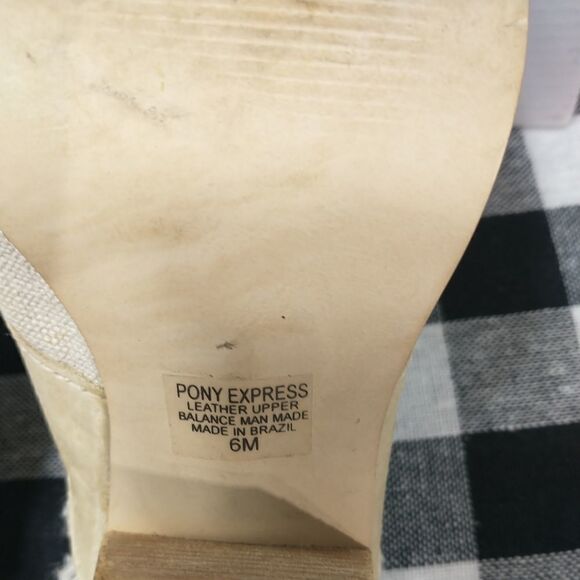 PONY EXPRESS
LEATHER UPPER
BALANCE MAN MADE
MADE IN BRAZIL
6M